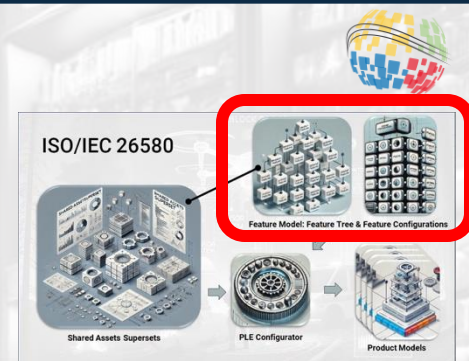 ISO/IEC 26580
Feature Model: Feature Tree & Feature Configurations
Shared Assets Supersets
PLE Configurator
Product Models